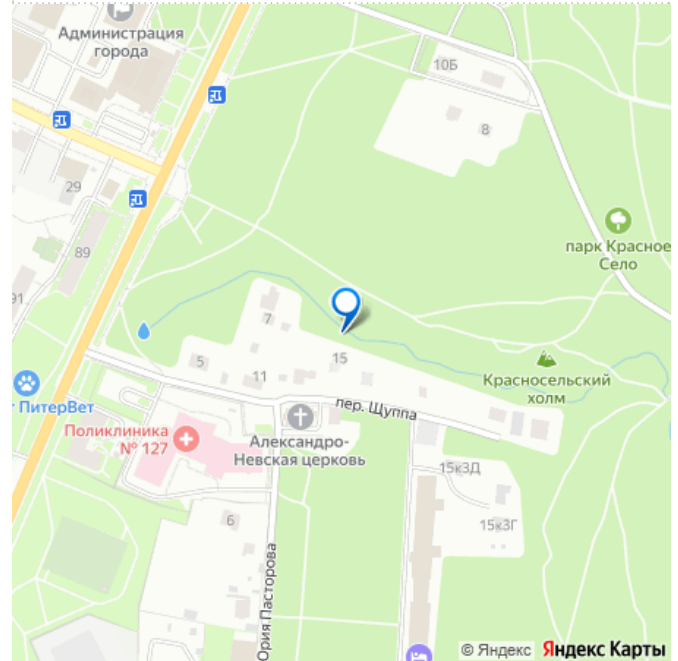 Администрация
города
10Б
8
29
парк Красное
Село
89
91
7
15
5
11
Красносельский
холм
ПитерВет
пер. Щуппа
Поликлиника
№ 127
Александро-
Невская церковь
15к3Д
6
15к3Г
Юрия Пасторова
© Яндекс Яндекс Карты